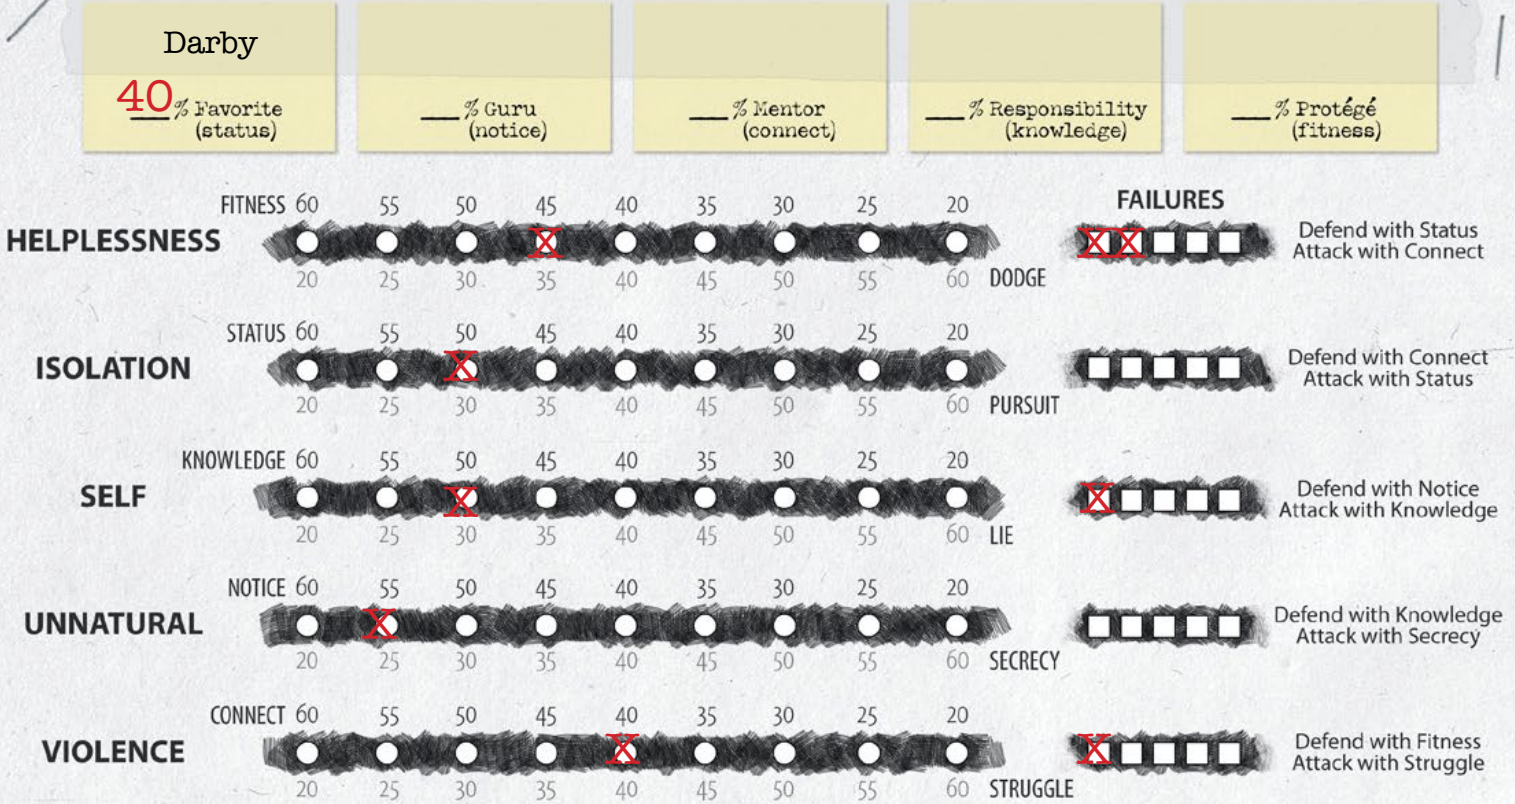 Darby
40% Favorite
(status)
___% Guru
(notice)
___% Mentor
(connect)
___% Responsibility
(knowledge)
___% Protégé
(fitness)
FITNESS 60 55 50 45 40 35 30 25 20
FAILURES
HELPLESSNESS
X
X X
Defend with Status
Attack with Connect
20 25 30 35 40 45 50 55 60 DODGE
STATUS 60 55 50 45 40 35 30 25 20
ISOLATION
X
Defend with Connect
Attack with Status
20 25 30 35 40 45 50 55 60 PURSUIT
KNOWLEDGE 60 55 50 45 40 35 30 25 20
SELF
X
X
Defend with Notice
Attack with Knowledge
20 25 30 35 40 45 50 55 60 LIE
NOTICE 60 55 50 45 40 35 30 25 20
UNNATURAL
X
Defend with Knowledge
Attack with Secrecy
20 25 30 35 40 45 50 55 60 SECRECY
CONNECT 60 55 50 45 40 35 30 25 20
VIOLENCE
X
X
Defend with Fitness
Attack with Struggle
20 25 30 35 40 45 50 55 60 STRUGGLE